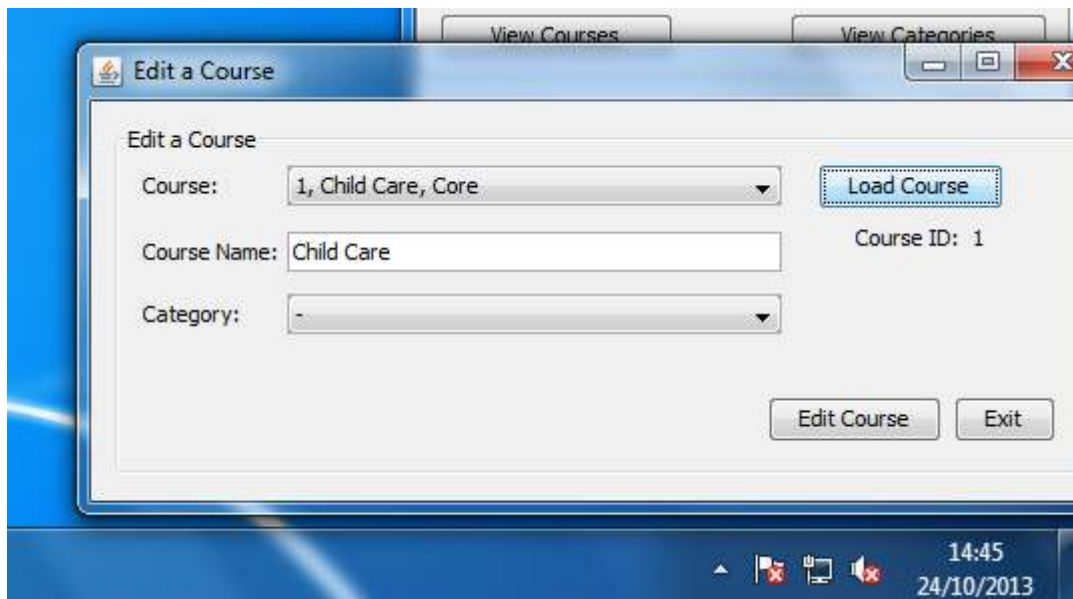 View Courses View Categories
Edit a Course
Edit a Course
Course: 1, Child Care, Core Load Course
Course ID: 1
Course Name: Child Care
Category: -
Edit Course Exit
14:45
24/10/2013